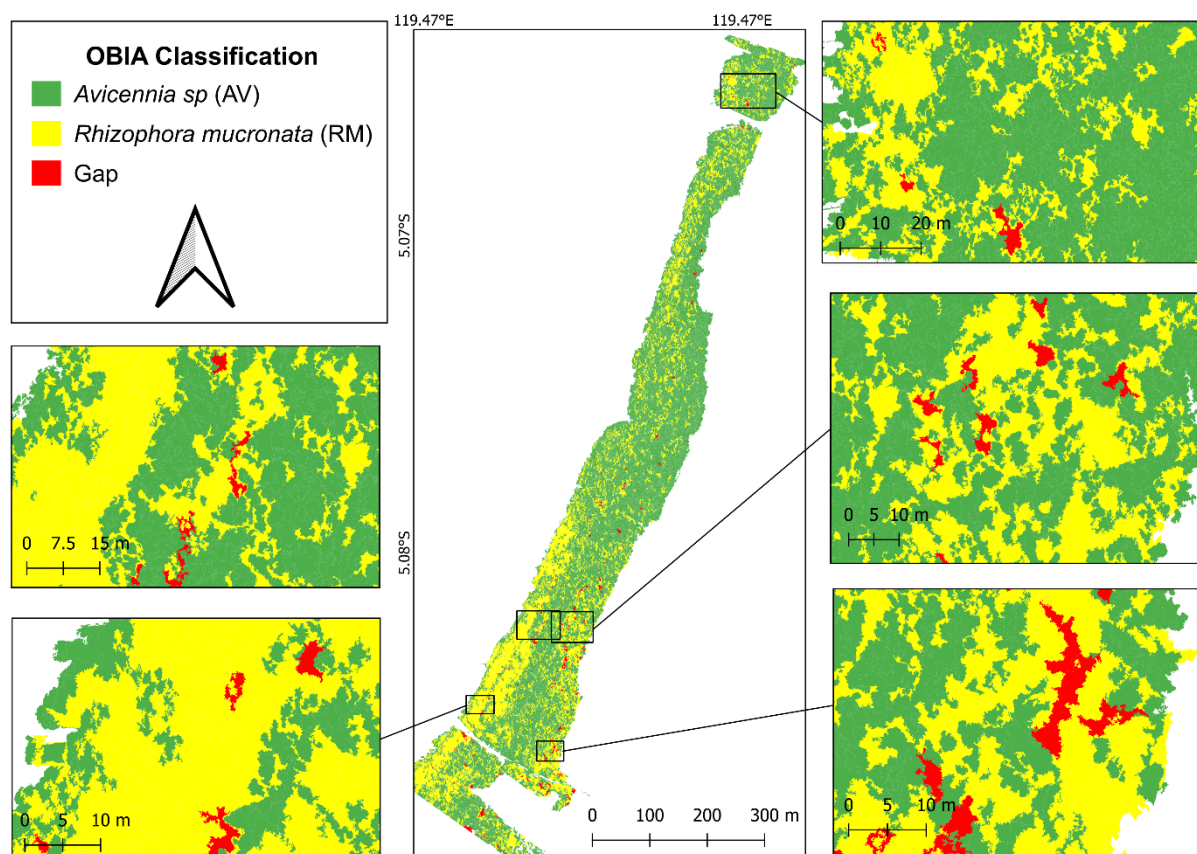 OBIA Classification
Avicennia sp (AV)
Rhizophora mucronata (RM)
Gap
119.47°E
119.47°E
5.07°S
5.08°S
0 10 20 m
0 5 10 m
0 7.5 15 m
0 5 10 m
0 5 10 m
0 100 200 300 m